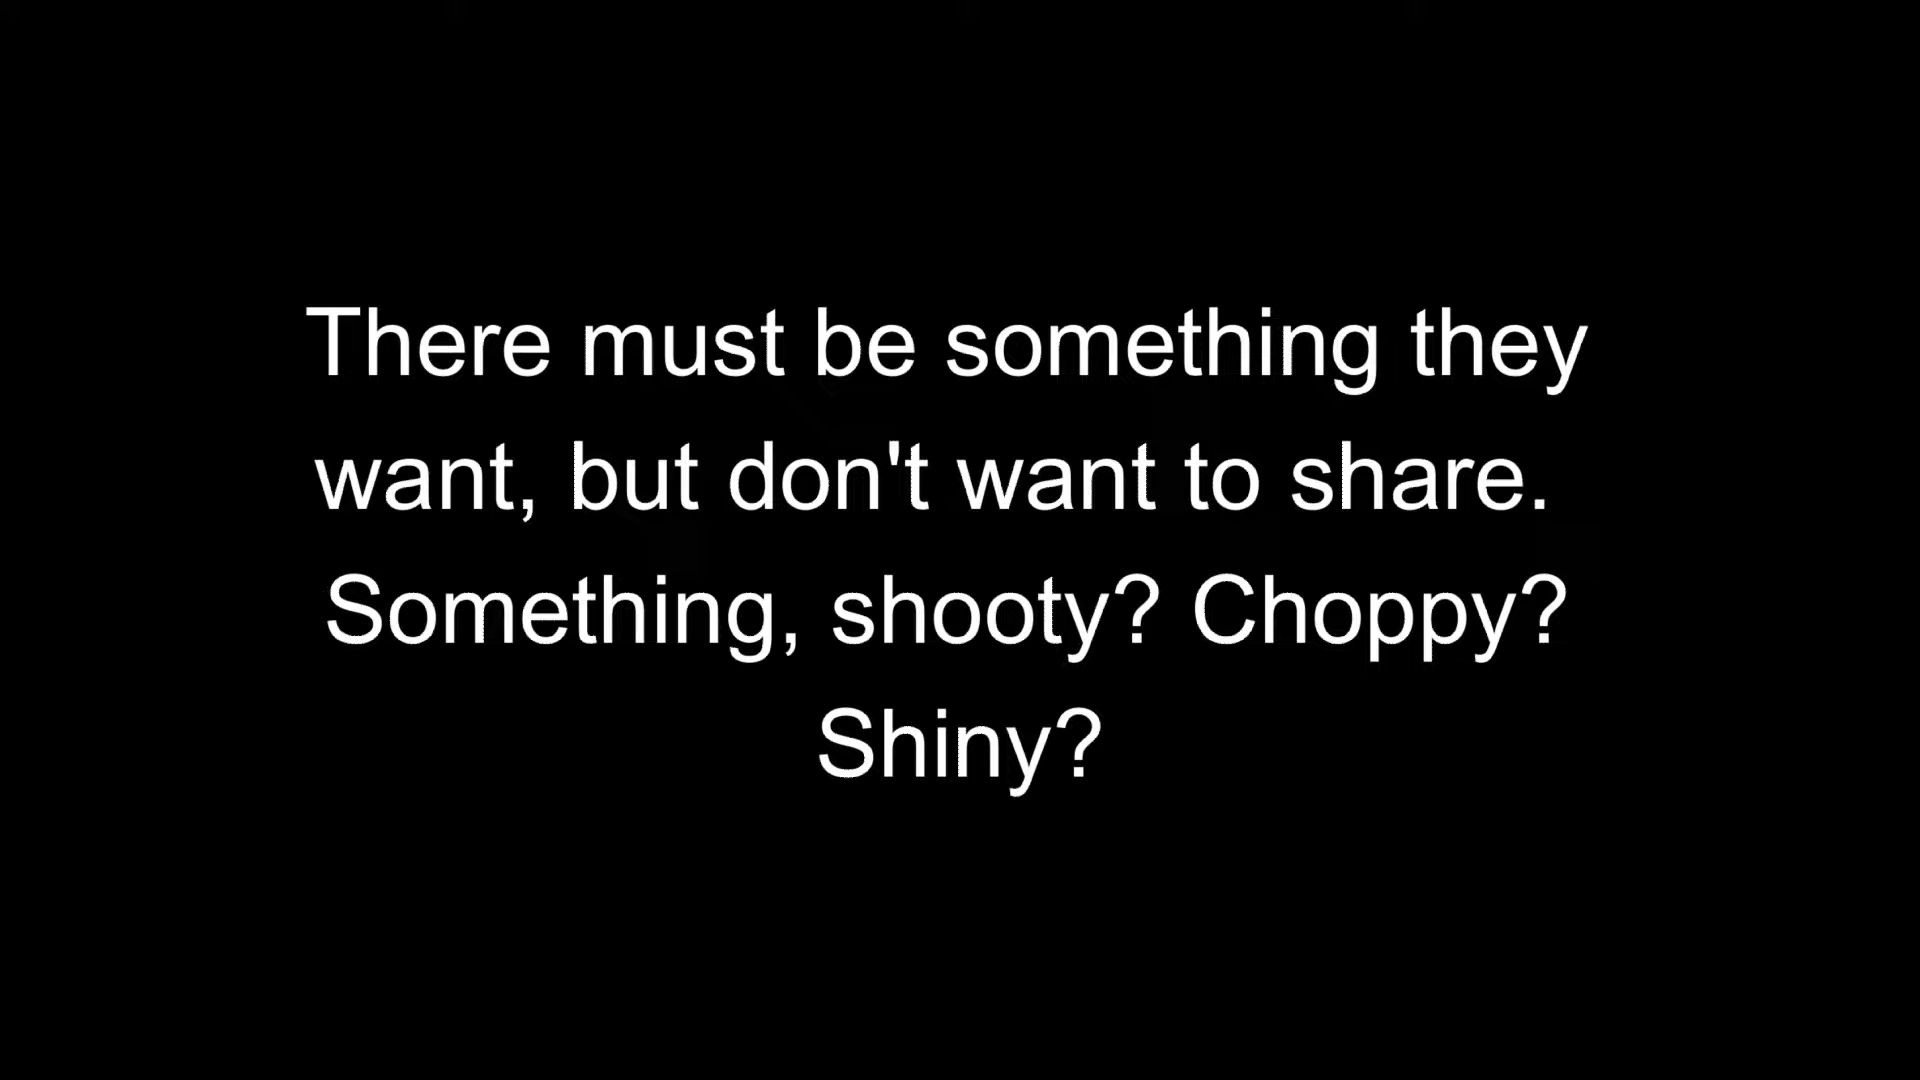 There must be something they
want, but don't want to share.
Something, shooty? Choppy?
Shiny?